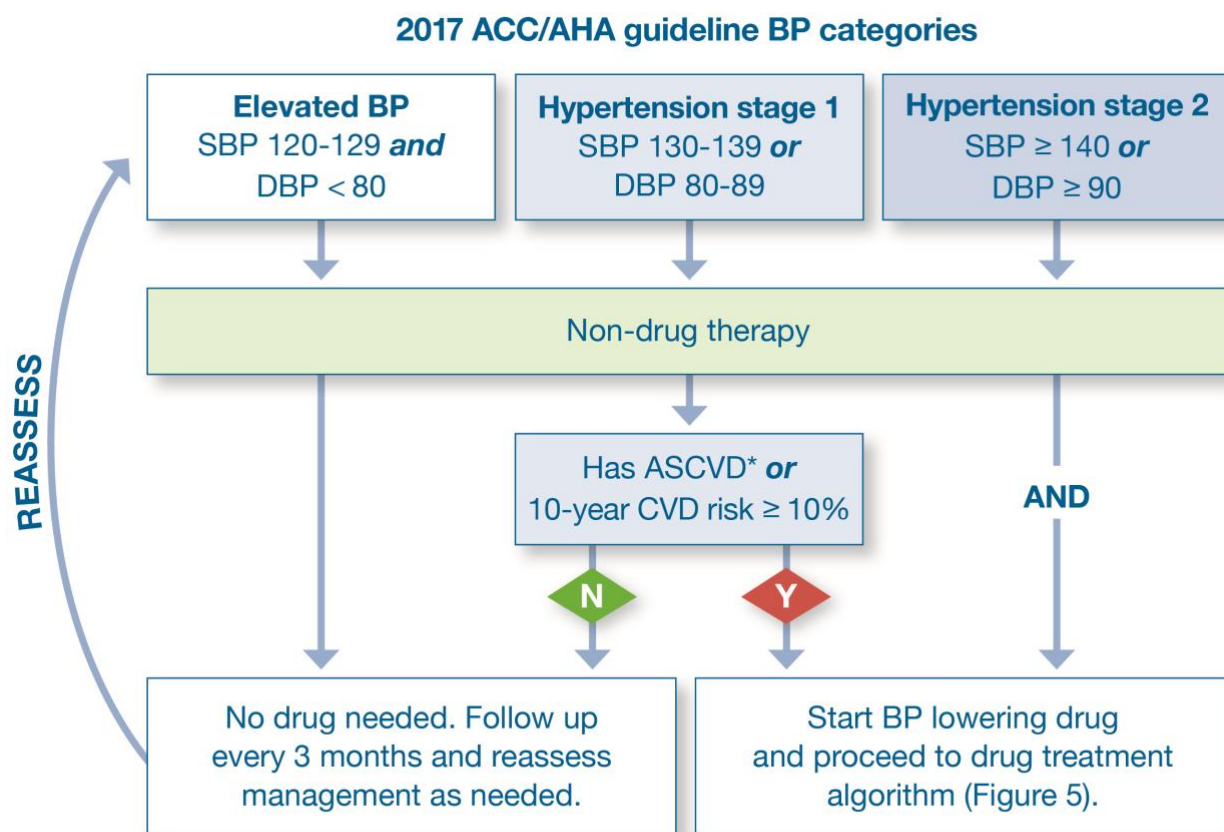 2017 ACC/AHA guideline BP categories
Elevated BP
SBP 120-129 and
DBP < 80
Hypertension stage 1
SBP 130-139 or
DBP 80-89
Hypertension stage 2
SBP ≥ 140 or
DBP ≥ 90
Non-drug therapy
REASSESS
Has ASCVD* or
10-year CVD risk ≥ 10%
AND
N
Y
No drug needed. Follow up
every 3 months and reassess
management as needed.
Start BP lowering drug
and proceed to drug treatment
algorithm (Figure 5).